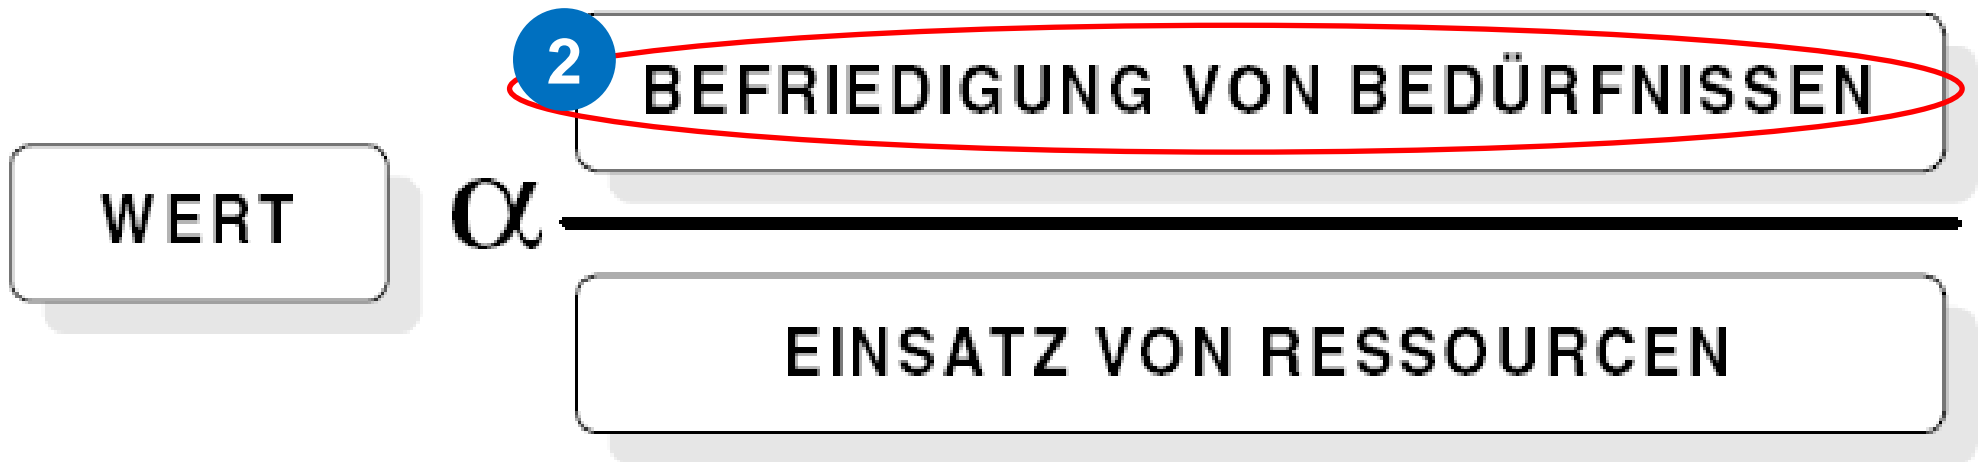 2
BEFRIEDIGUNG VON BEDÜRFNISSEN
WERT α
EINSATZ VON RESSOURCEN